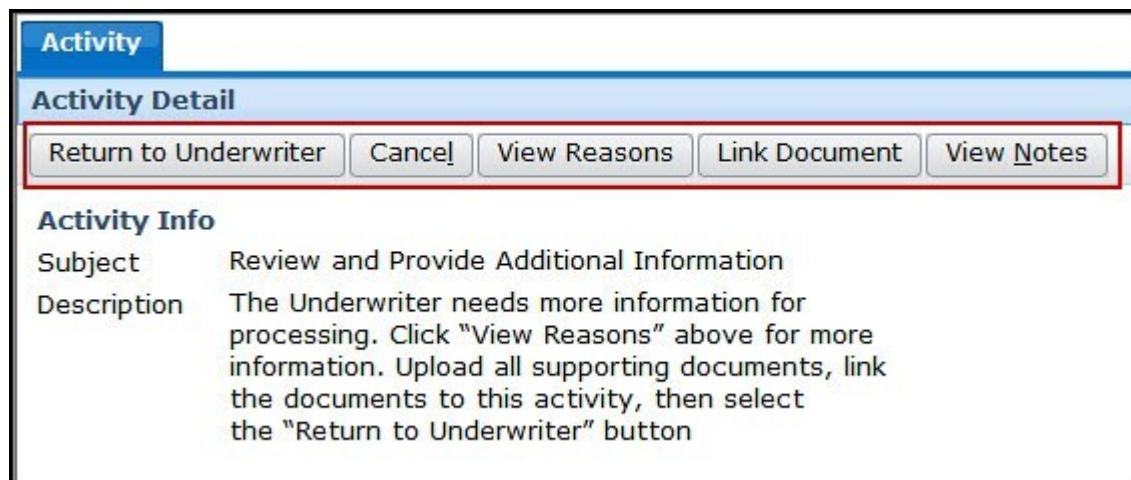 Activity
Activity Detail
Return to Underwriter Cancel View Reasons Link Document View Notes
Activity Info
Subject Review and Provide Additional Information
Description The Underwriter needs more information for
processing. Click “View Reasons” above for more
information. Upload all supporting documents, link
the documents to this activity, then select
the “Return to Underwriter” button